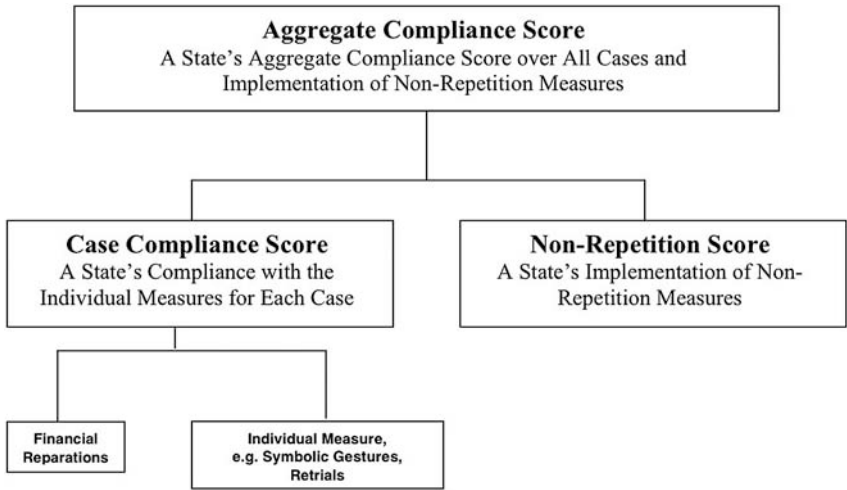 Aggregate Compliance Score
A State's Aggregate Compliance Score over All Cases and
Implementation of Non-Repetition Measures
Case Compliance Score
A State's Compliance with the
Individual Measures for Each Case
Non-Repetition Score
A State's Implementation of Non-
Repetition Measures
Financial
Reparations
Individual Measure,
e.g. Symbolic Gestures,
Retrials